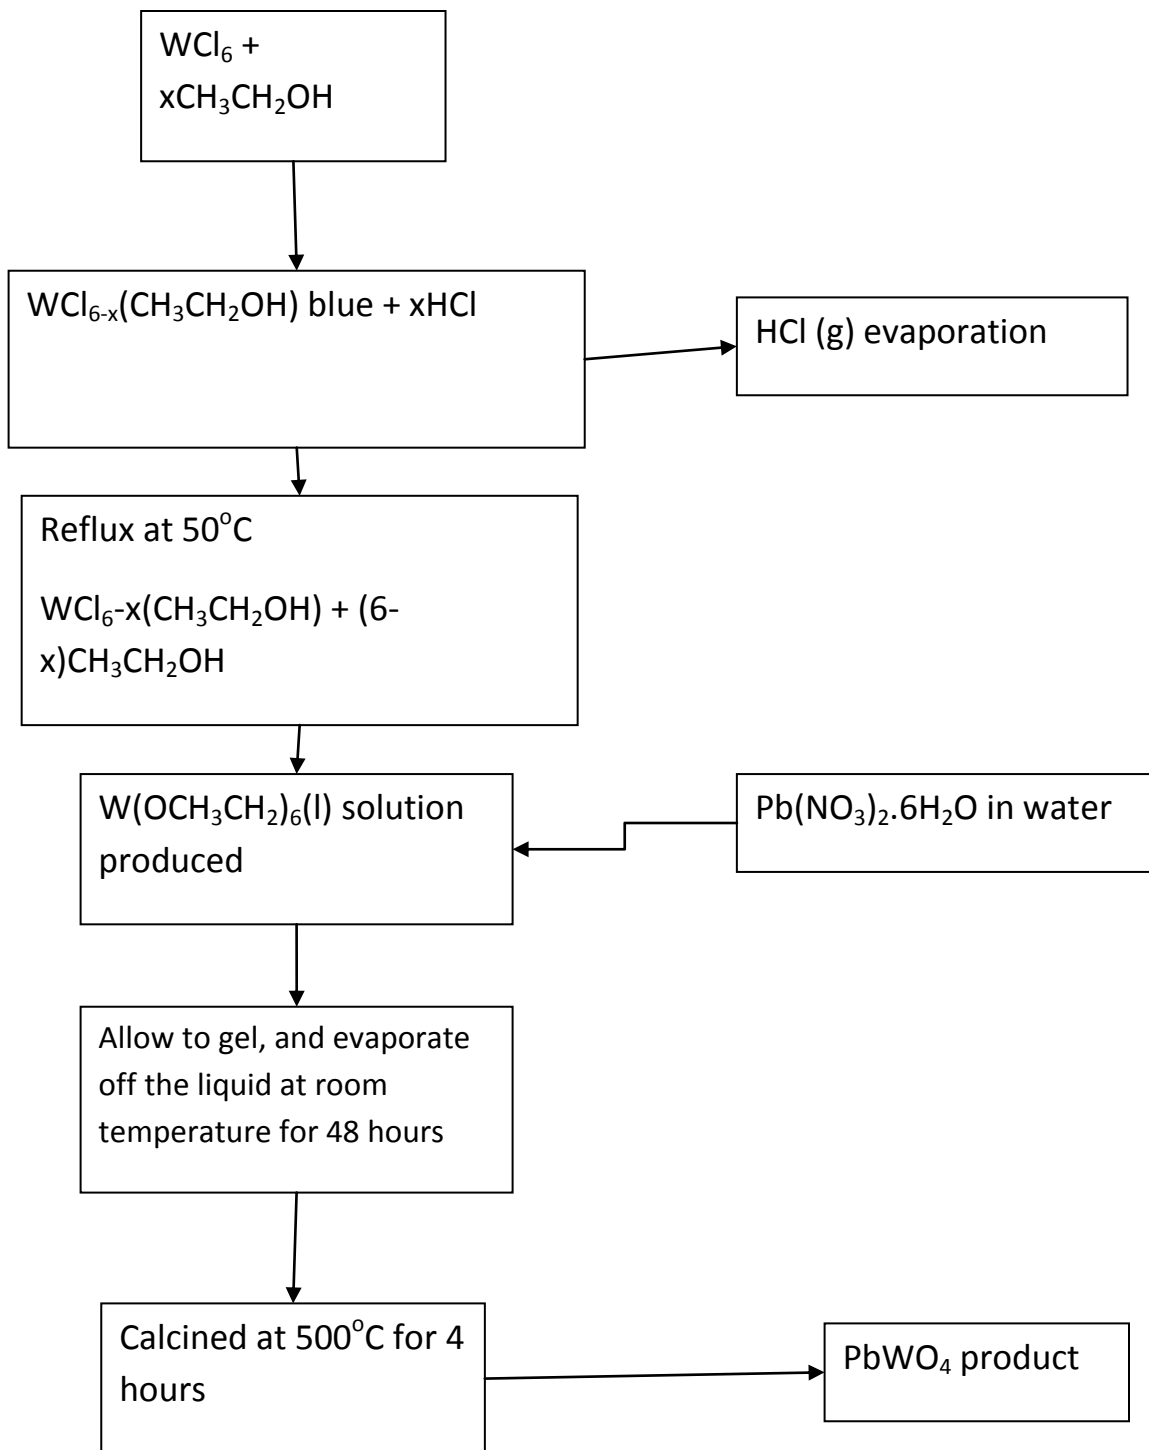 WCl₆ +
xCH₃CH₂OH
WCl₆₋ₓ(CH₃CH₂OH) blue + xHCl
HCl (g) evaporation
Reflux at 50°C
WCl₆-x(CH₃CH₂OH) + (6-
x)CH₃CH₂OH
W(OCH₃CH₂)₆(l) solution
produced
Pb(NO₃)₂.6H₂O in water
Allow to gel, and evaporate
off the liquid at room
temperature for 48 hours
Calcined at 500°C for 4
hours
PbWO₄ product